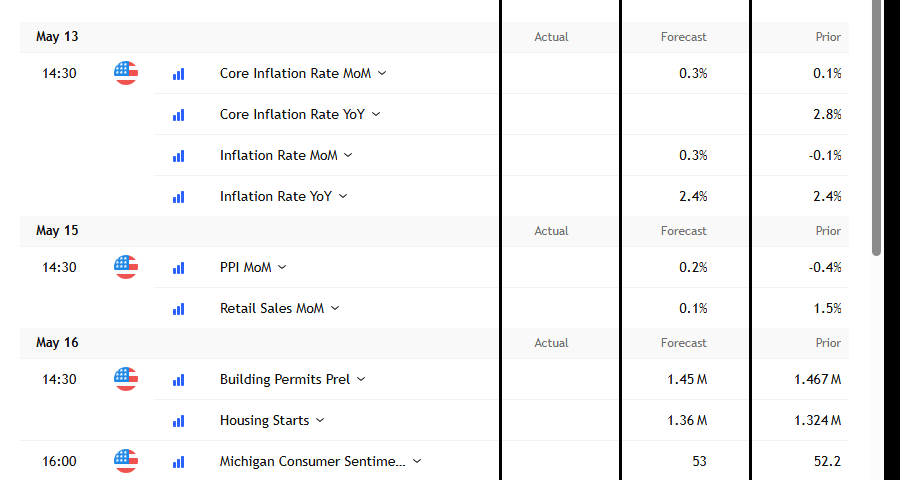 May 13 Actual Forecast Prior
14:30 Core Inflation Rate MoM 0.3% 0.1%
Core Inflation Rate YoY 2.8%
Inflation Rate MoM 0.3% -0.1%
Inflation Rate YoY 2.4% 2.4%
May 15 Actual Forecast Prior
14:30 PPI MoM 0.2% -0.4%
Retail Sales MoM 0.1% 1.5%
May 16 Actual Forecast Prior
14:30 Building Permits Prel 1.45 M 1.467 M
Housing Starts 1.36 M 1.324 M
16:00 Michigan Consumer Sentime... 53 52.2